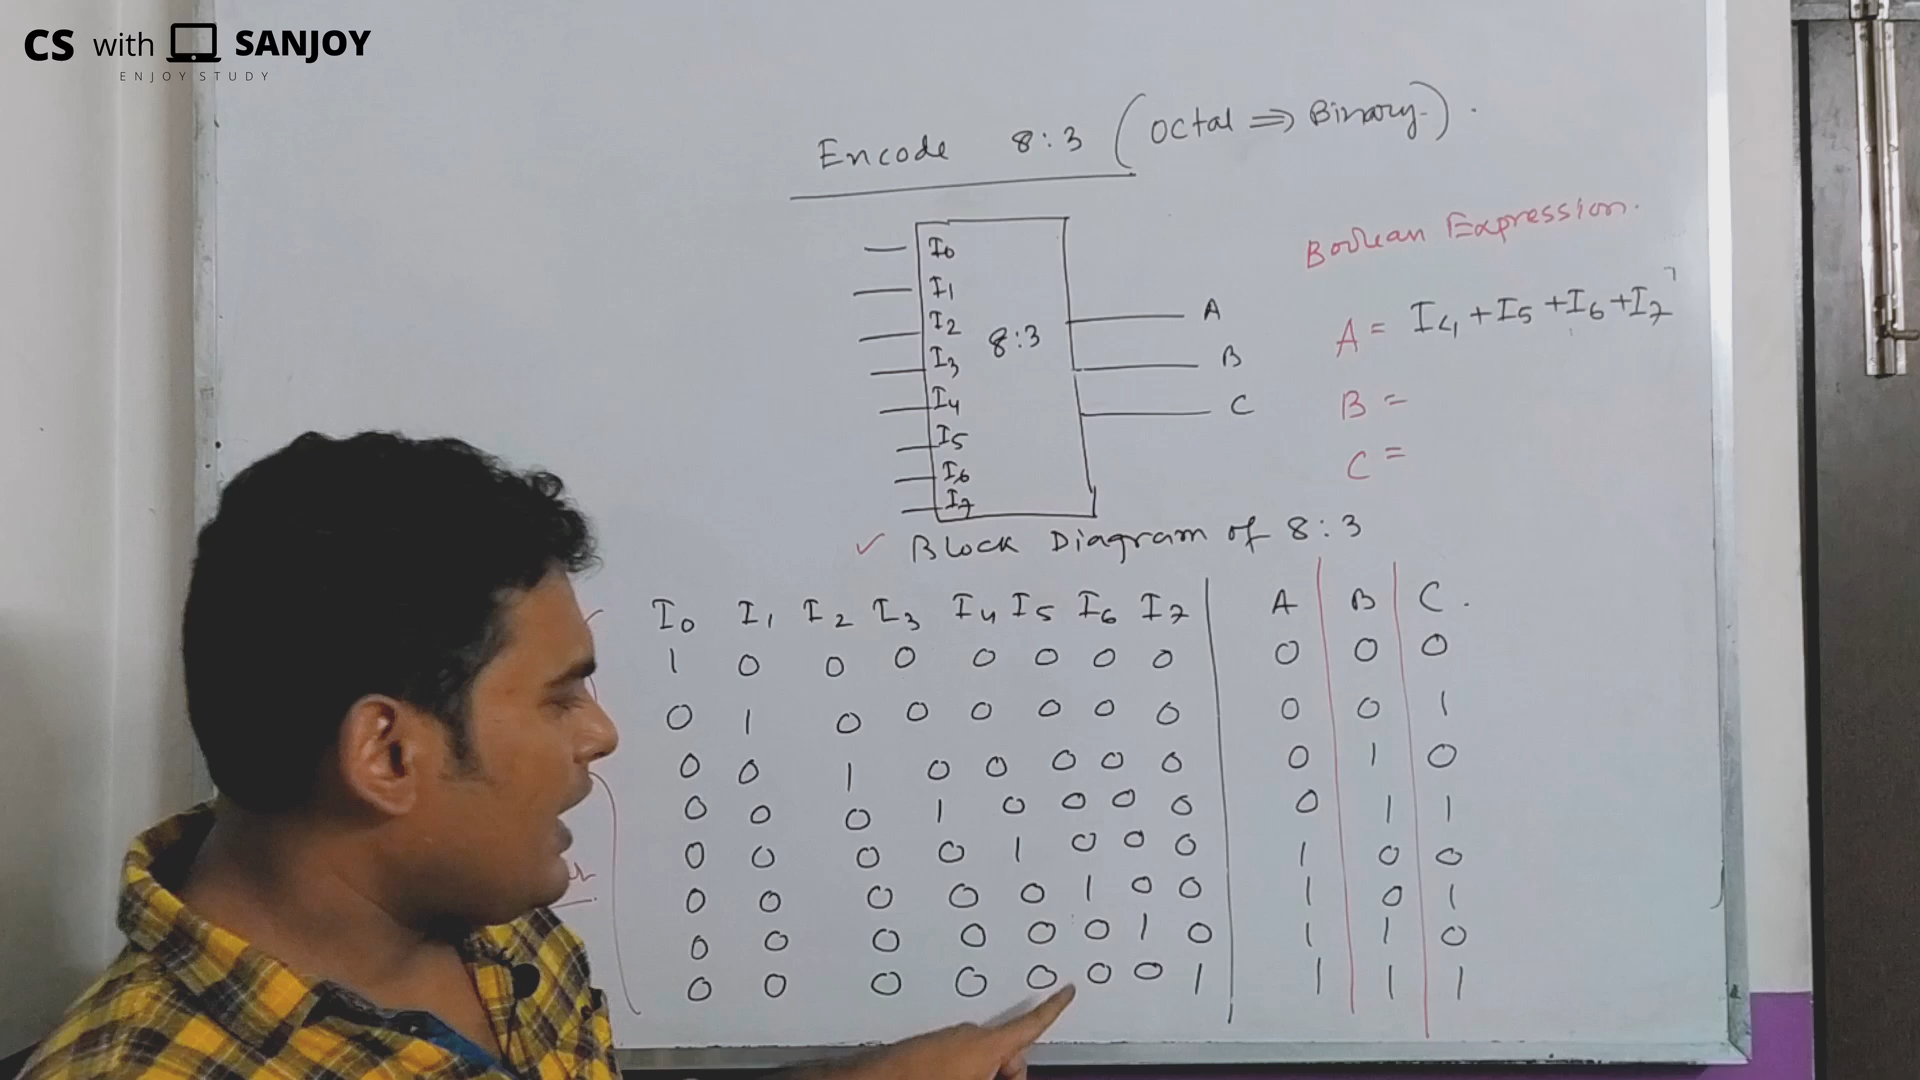 CS with SANJOY
ENJOY STUDY
Encode 8:3 (Octal ⇒ Binary).
Boolean Expression.
I0
I1
I2
I3
I4
I5
I6
I7
8:3
A
B
C
A = I4 + I5 + I6 + I7
B =
C =
✓ Block Diagram of 8:3
I0 I1 I2 I3 I4 I5 I6 I7 A B C.
1 0 0 0 0 0 0 0 0 0 0
0 1 0 0 0 0 0 0 0 0 1
0 0 1 0 0 0 0 0 0 1 0
0 0 0 1 0 0 0 0 0 1 1
0 0 0 0 1 0 0 0 1 0 0
0 0 0 0 0 1 0 0 1 0 1
0 0 0 0 0 0 1 0 1 1 0
0 0 0 0 0 0 0 1 1 1 1